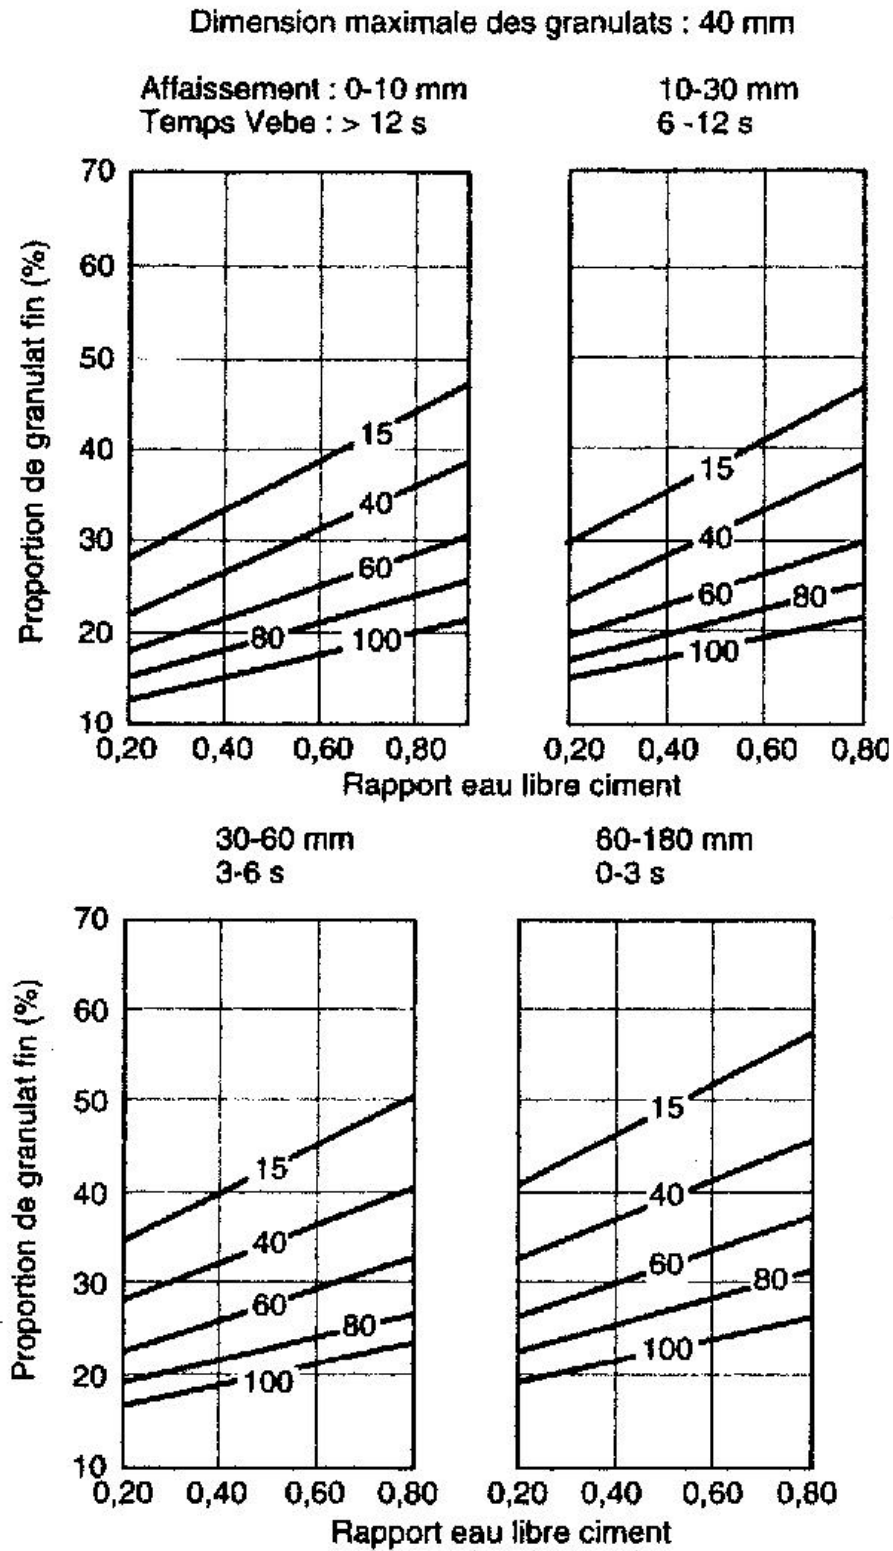 Dimension maximale des granulats : 40 mm
Affaissement : 0-10 mm
Temps Vebe : > 12 s
10-30 mm
6 -12 s
Proportion de granulat fin (%)
70
60
50
40
30
20
10
15
40
60
80
100
0,20 0,40 0,60 0,80
15
40
60
80
100
0,20 0,40 0,60 0,80
Rapport eau libre ciment
30-60 mm
3-6 s
60-180 mm
0-3 s
Proportion de granulat fin (%)
70
60
50
40
30
20
10
15
40
60
80
100
0,20 0,40 0,60 0,80
15
40
60
80
100
0,20 0,40 0,60 0,80
Rapport eau libre ciment